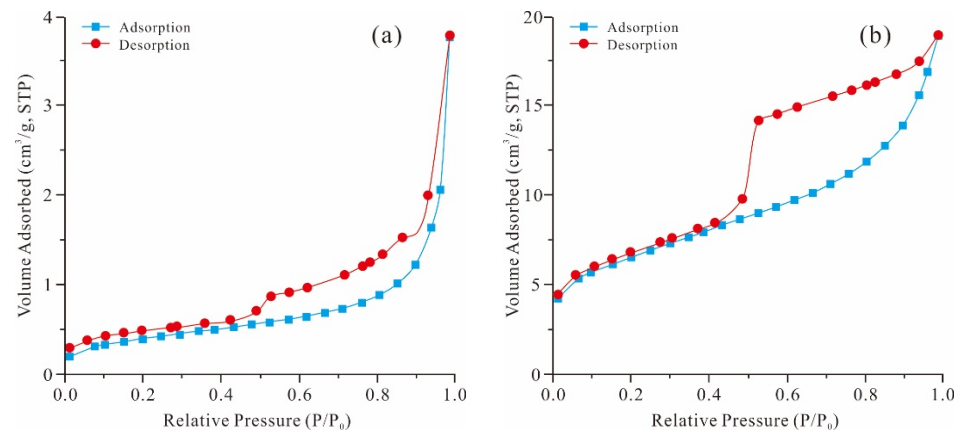 4
3
2
1
0
Volume Adsorbed (cm³/g, STP)
Adsorption
Desorption
(a)
0.0 0.2 0.4 0.6 0.8 1.0
Relative Pressure (P/P₀)
20
15
10
5
0
Volume Adsorbed (cm³/g, STP)
Adsorption
Desorption
(b)
0.0 0.2 0.4 0.6 0.8 1.0
Relative Pressure (P/P₀)